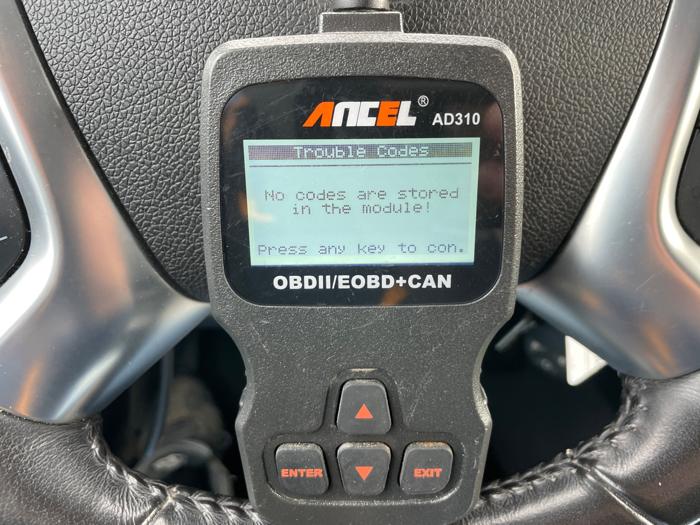 ANCEL®
AD310
Trouble Codes
No codes are stored
in the module!
Press any key to con.
OBDII/EOBD+CAN
▲
ENTER
▼
EXIT